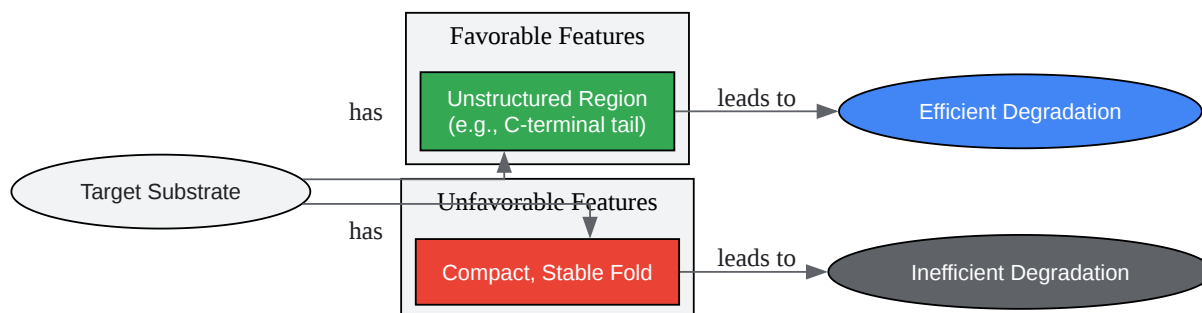 Favorable Features
Unstructured Region
(e.g., C-terminal tail)
has
leads to
Efficient Degradation
Target Substrate
Unfavorable Features
has
Compact, Stable Fold
leads to
Inefficient Degradation